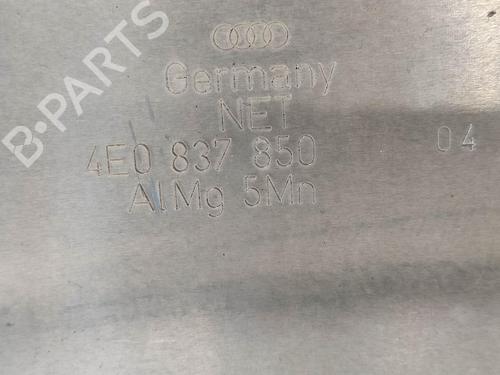 B-PARTS
Germany
NET
4E0 837 850 04
AlMg 5Mn